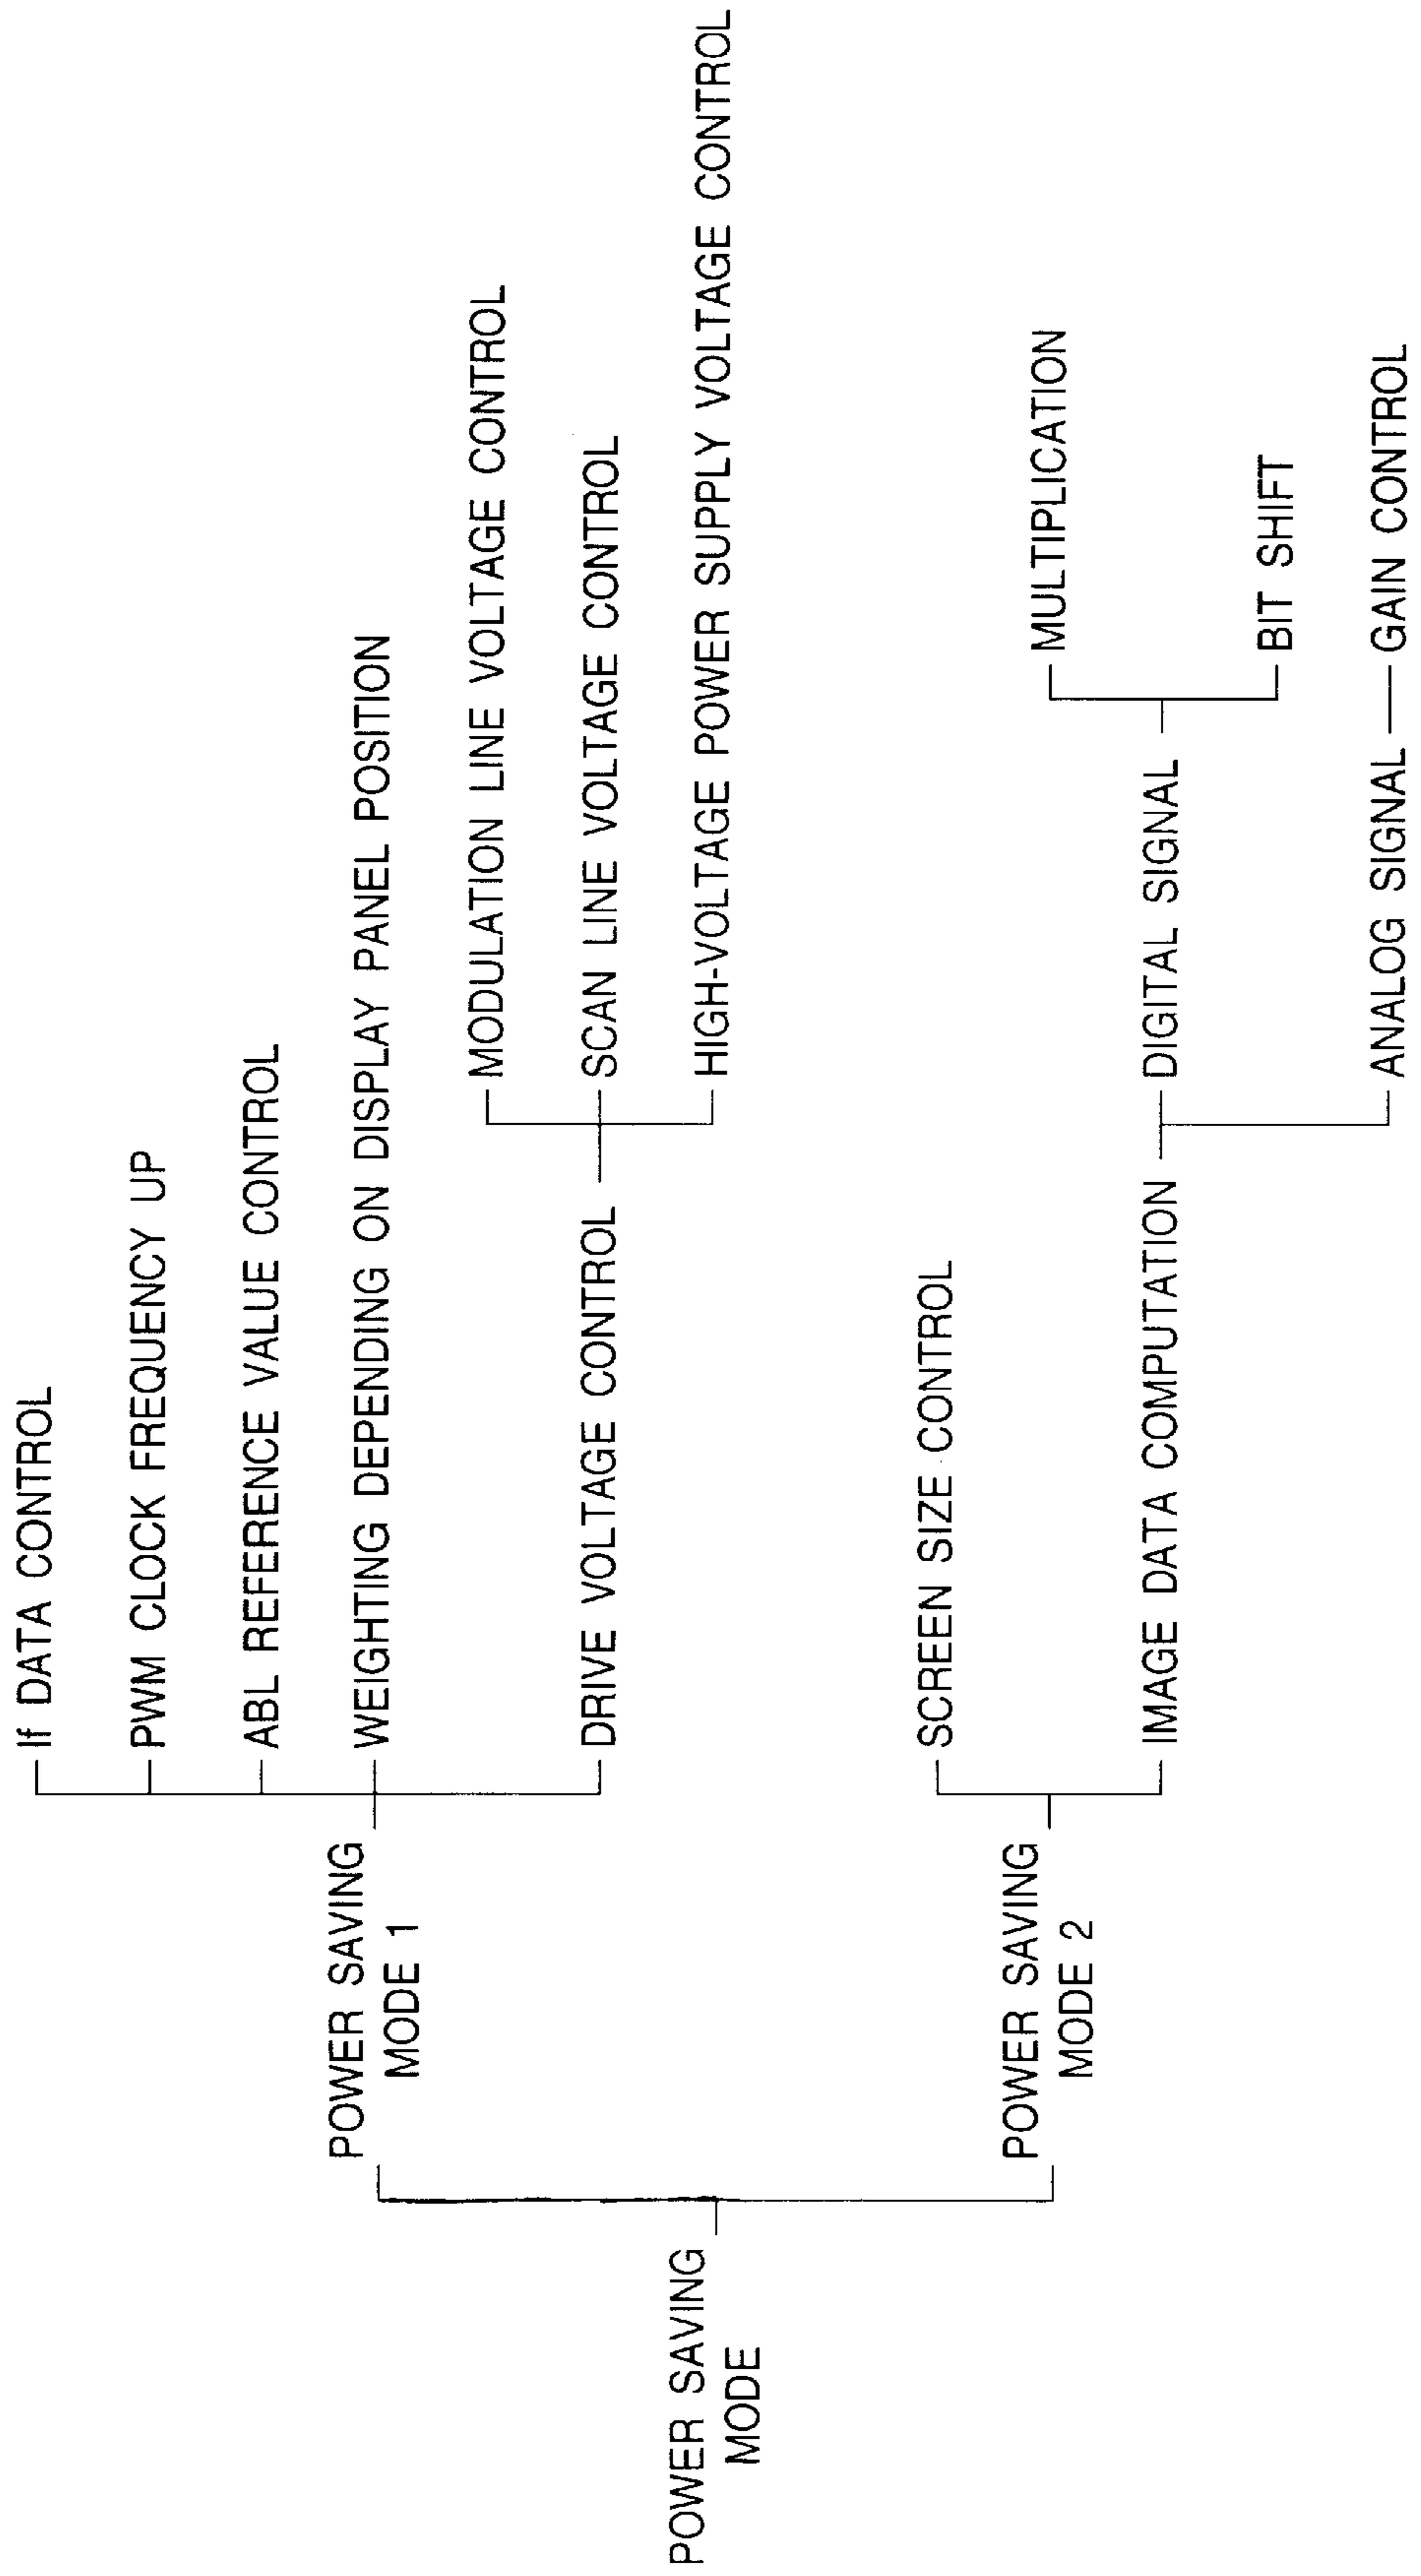 If DATA CONTROL
PWM CLOCK FREQUENCY UP
ABL REFERENCE VALUE CONTROL
POWER SAVING
MODE 1
WEIGHTING DEPENDING ON DISPLAY PANEL POSITION
MODULATION LINE VOLTAGE CONTROL
DRIVE VOLTAGE CONTROL
SCAN LINE VOLTAGE CONTROL
HIGH-VOLTAGE POWER SUPPLY VOLTAGE CONTROL
POWER SAVING
MODE
SCREEN SIZE CONTROL
POWER SAVING
MODE 2
MULTIPLICATION
IMAGE DATA COMPUTATION
DIGITAL SIGNAL
BIT SHIFT
ANALOG SIGNAL
GAIN CONTROL